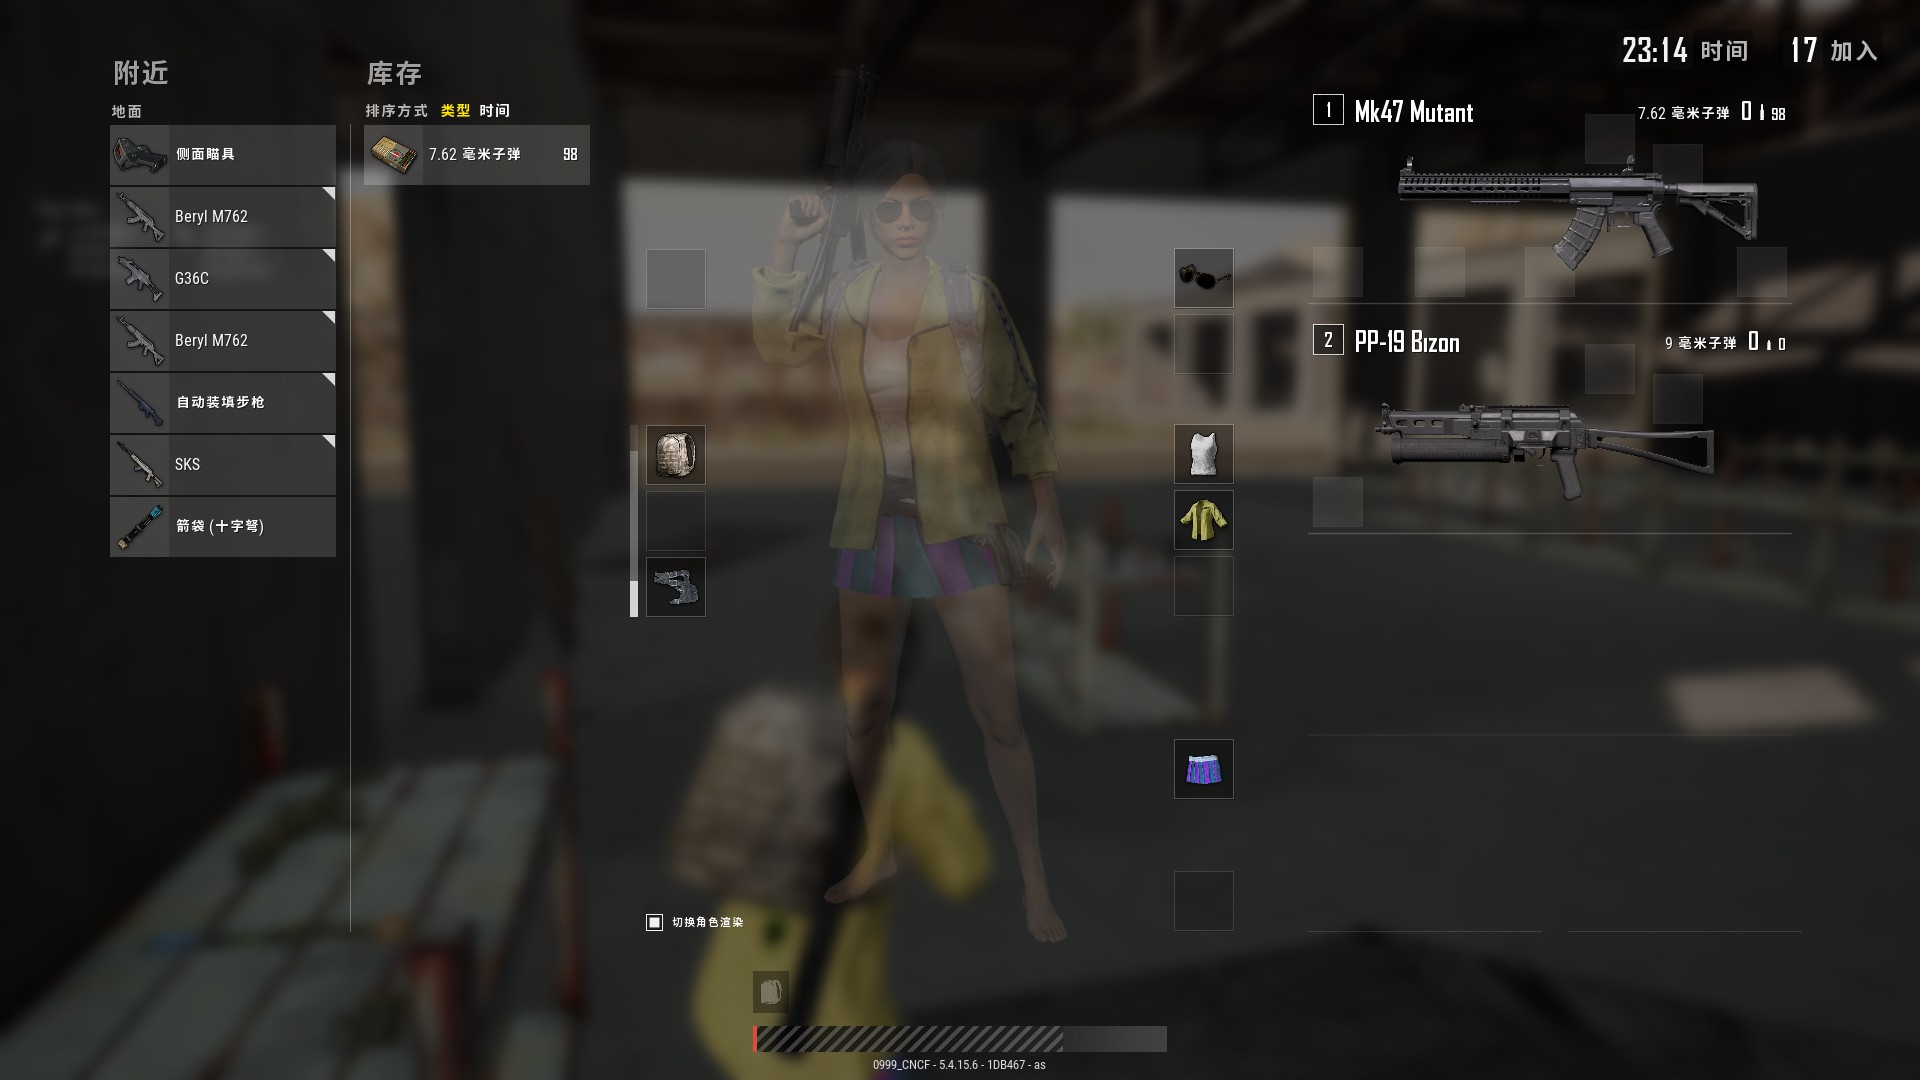 23:14 时间 17 加入
附近
地面
侧面瞄具
Beryl M762
G36C
Beryl M762
自动装填步枪
SKS
箭袋 (十字弩)
库存
排序方式 类型 时间
7.62 毫米子弹 98
切换角色渲染
1 Mk47 Mutant 7.62 毫米子弹 0 98
2 PP-19 Bizon 9 毫米子弹 0 0
0999_CNCF - 5.4.15.6 - 1DB467 - as